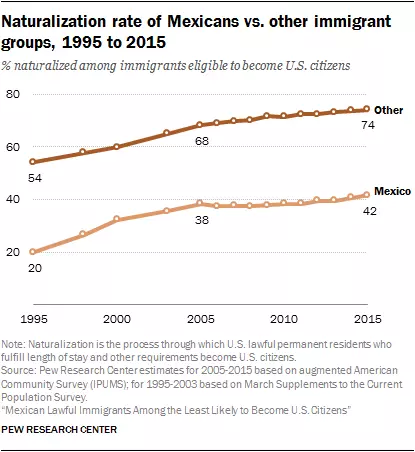 Naturalization rate of Mexicans vs. other immigrant
groups, 1995 to 2015
% naturalized among immigrants eligible to become U.S. citizens
80
Other
74
68
60
54
Mexico
40
42
38
20
20
1995 2000 2005 2010 2015
Note: Naturalization is the process through which U.S. lawful permanent residents who
fulfill length of stay and other requirements become U.S. citizens.
Source: Pew Research Center estimates for 2005-2015 based on augmented American
Community Survey (IPUMS); for 1995-2003 based on March Supplements to the Current
Population Survey.
“Mexican Lawful Immigrants Among the Least Likely to Become U.S. Citizens”
PEW RESEARCH CENTER